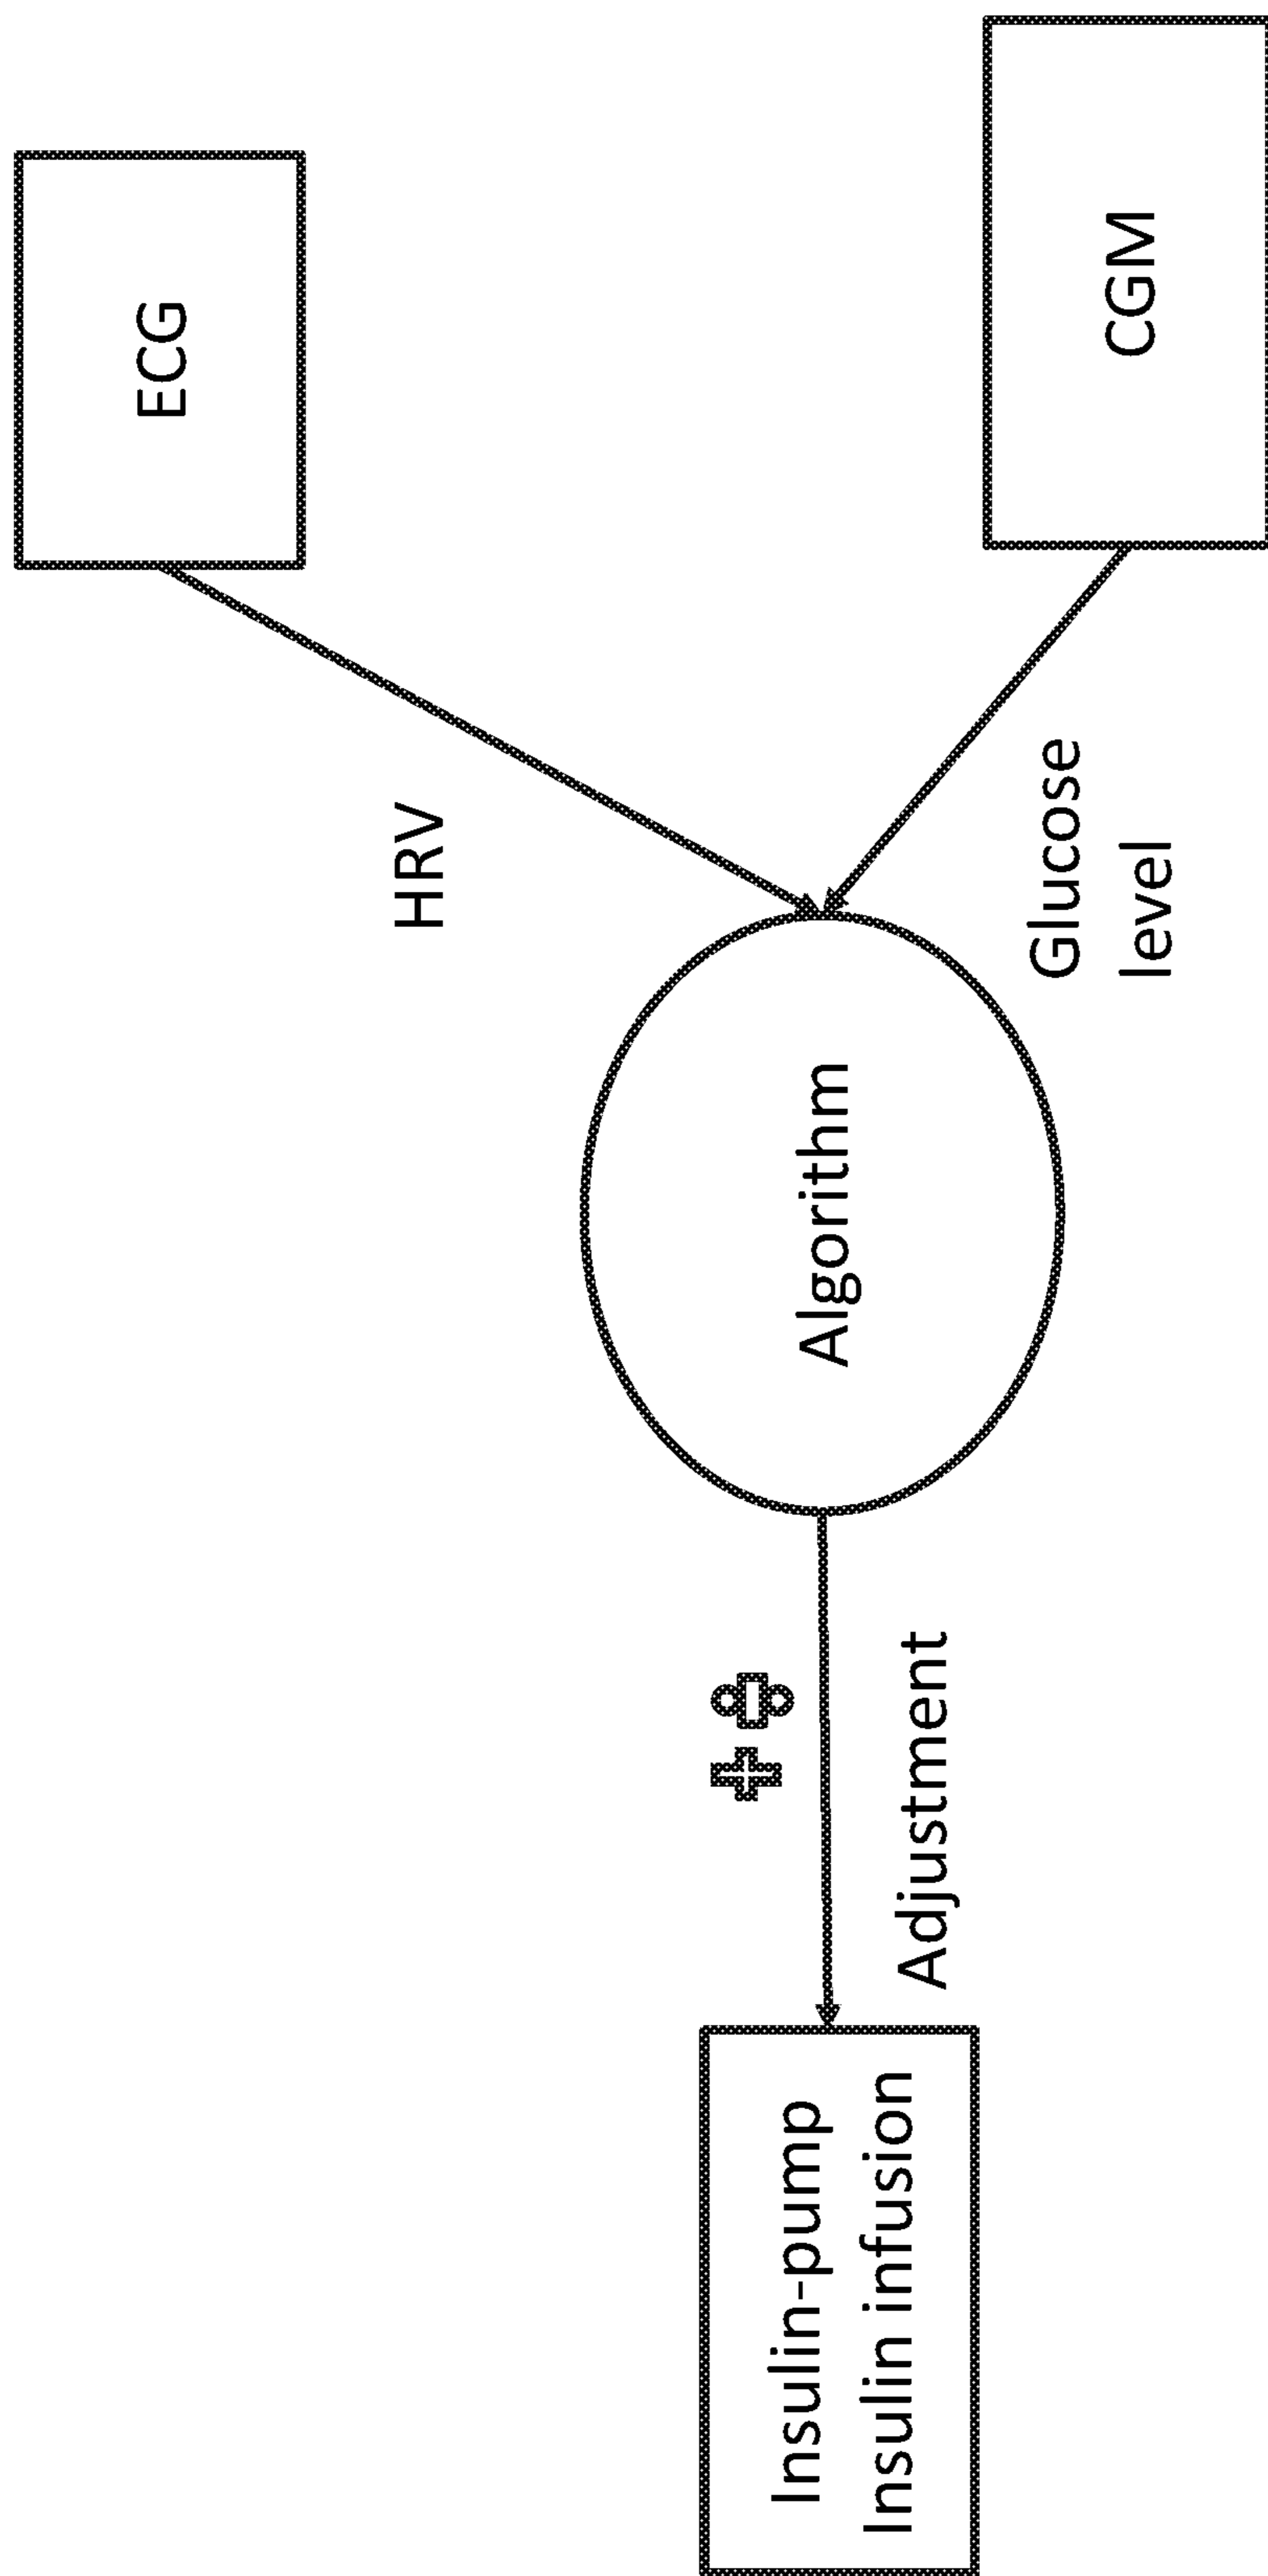 ECG
HRV
+ ÷
Insulin-pump
Insulin infusion
Algorithm
Adjustment
Glucose
level
CGM